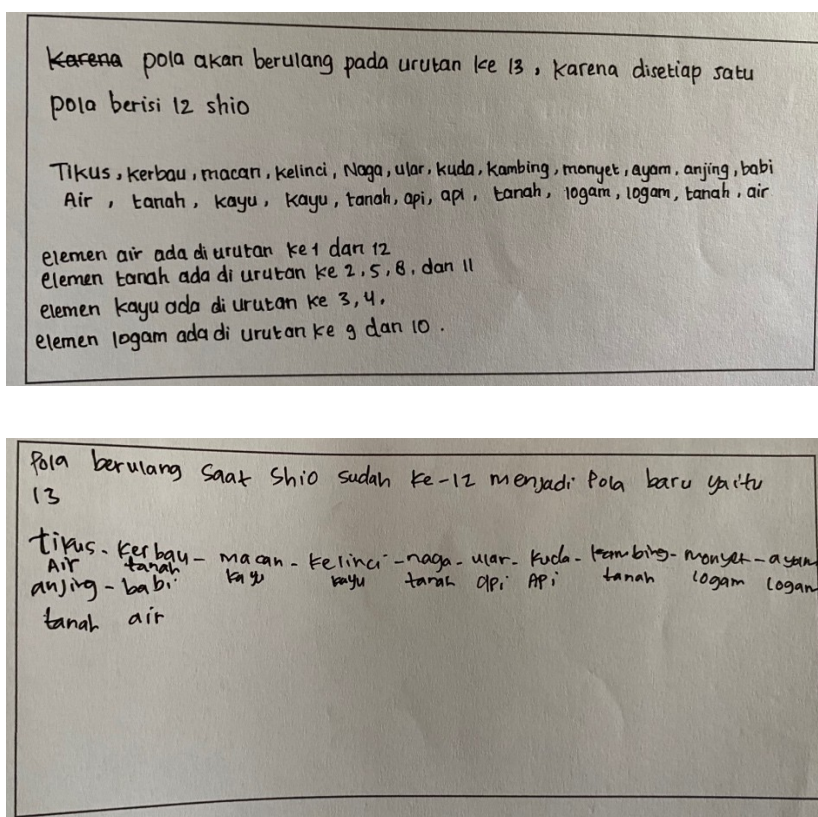 Karena pola akan berulang pada urutan ke 13, karena disetiap satu
pola berisi 12 shio
Tikus, kerbau, macan, kelinci, Naga, ular, kuda, kambing, monyet, ayam, anjing, babi
Air, tanah, kayu, kayu, tanah, api, api, tanah, logam, logam, tanah, air
elemen air ada di urutan ke 1 dan 12
elemen tanah ada di urutan ke 2, 5, 8, dan 11
elemen kayu ada di urutan ke 3, 4.
elemen logam ada di urutan ke 9 dan 10.
Pola berulang saat shio sudah ke-12 menjadi pola baru yaitu
13
tikus - kerbau - macan - kelinci - naga - ular - kuda - kambing - monyet - ayam
Air tanah kayu kayu tanah api Api tanah logam logam
anjing - babi
tanah air